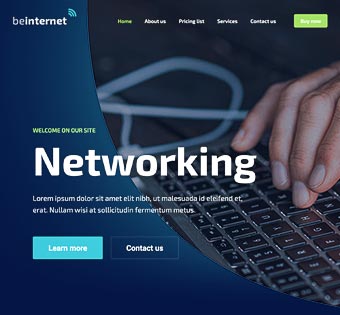 beinternet
Home About us Pricing list Services Contact us Buy now
WELCOME ON OUR SITE
Networking
Lorem ipsum dolor sit amet elit nibh, ut malesuada id eleifend et,
erat. Nullam wisi at sollicitudin fermentum metus
Learn more Contact us